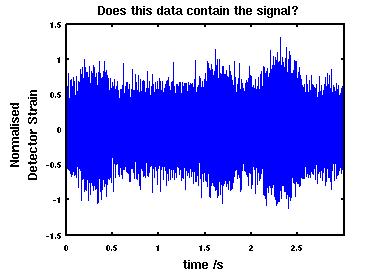 Does this data contain the signal?
1.5
1
0.5
0
-0.5
-1
-1.5
Normalised
Detector Strain
0 0.5 1 1.5 2 2.5
time /s